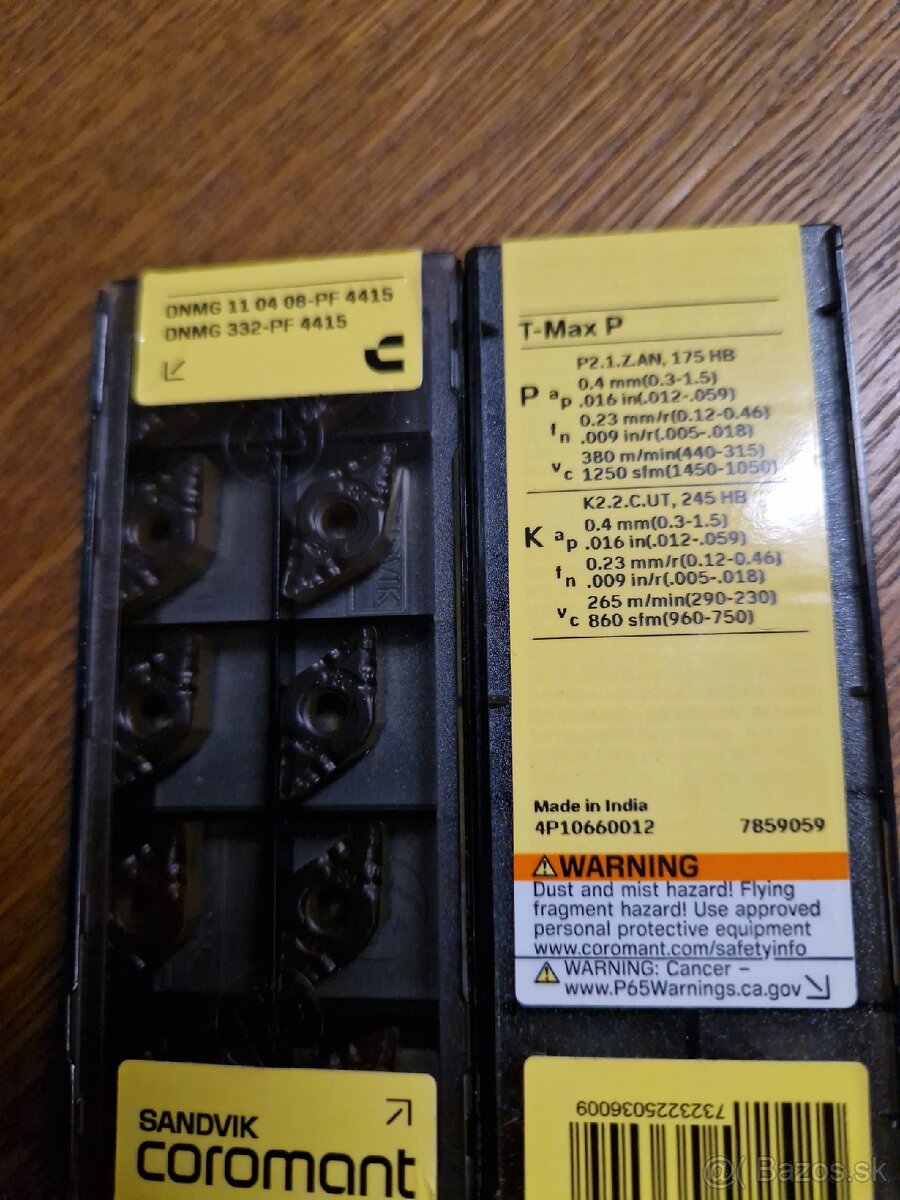 DNMG 11 04 08-PF 4415
DNMG 332-PF 4415
SANDVIK
coromant
T-Max P
P2.1.Z.AN, 175 HB
P ap 0.4 mm(0.3-1.5)
.016 in(.012-.059)
fn 0.23 mm/r(0.12-0.46)
.009 in/r(.005-.018)
vc 380 m/min(440-315)
1250 sfm(1450-1050)
K2.2.C.UT, 245 HB
K ap 0.4 mm(0.3-1.5)
.016 in(.012-.059)
fn 0.23 mm/r(0.12-0.46)
.009 in/r(.005-.018)
vc 265 m/min(290-230)
860 sfm(960-750)
Made in India
4P10660012 7859059
WARNING
Dust and mist hazard! Flying
fragment hazard! Use approved
personal protective equipment
www.coromant.com/safetyinfo
WARNING: Cancer –
www.P65Warnings.ca.gov
7323225036009
Bazos.sk